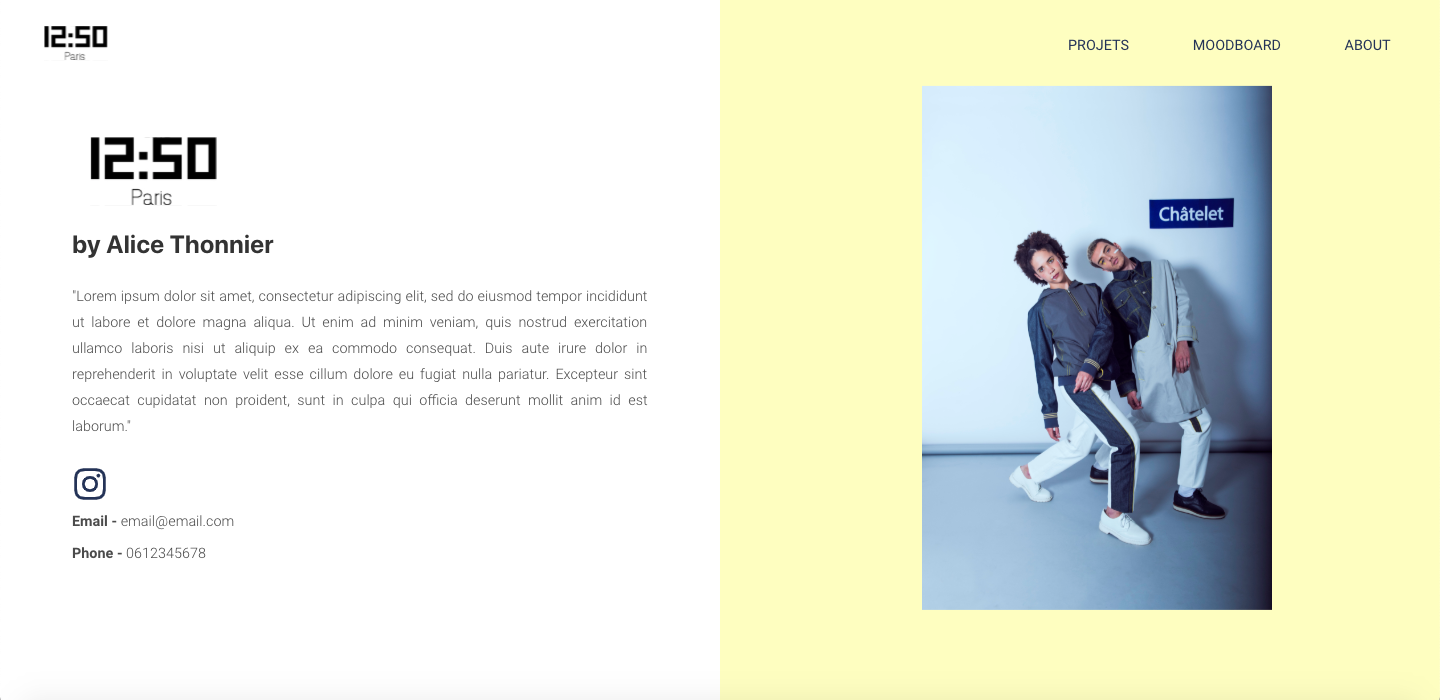 12:50
Paris
PROJETS
MOODBOARD
ABOUT
12:50
Paris
by Alice Thonnier
"Lorem ipsum dolor sit amet, consectetur adipiscing elit, sed do eiusmod tempor incididunt
ut labore et dolore magna aliqua. Ut enim ad minim veniam, quis nostrud exercitation
ullamco laboris nisi ut aliquip ex ea commodo consequat. Duis aute irure dolor in
reprehenderit in voluptate velit esse cillum dolore eu fugiat nulla pariatur. Excepteur sint
occaecat cupidatat non proident, sunt in culpa qui officia deserunt mollit anim id est
laborum."
Email - email@email.com
Phone - 0612345678
Châtelet